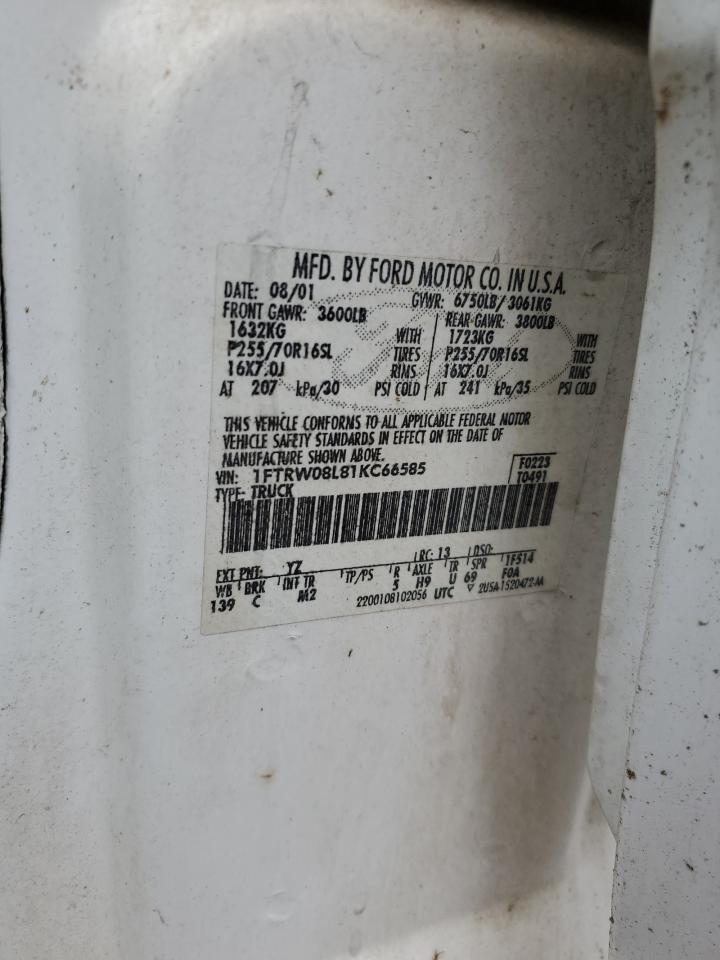 MFD. BY FORD MOTOR CO. IN U.S.A.
DATE: 08/01 GVWR: 6750LB/ 3061KG
FRONT GAWR: 3600LB REAR GAWR: 3800LB
1632KG WITH 1723KG WITH
P255/70R16SL TIRES P255/70R16SL TIRES
16X7.0J RIMS 16X7.0J RIMS
AT 207 kPa/30 PSI COLD AT 241 kPa/35 PSI COLD
THIS VEHICLE CONFORMS TO ALL APPLICABLE FEDERAL MOTOR
VEHICLE SAFETY STANDARDS IN EFFECT ON THE DATE OF
MANUFACTURE SHOWN ABOVE.
VIN: 1FTRW08L81KC66585 F0223
TYPE: TRUCK T0491
EXT PNT: YZ RC: 13 DSO:
WB BRK INT TR TP/PS R AXLE TR SPR 1F514
139 C M2 5 H9 U 69 F0A
2200108102056 UTC ▽ 2U5A-1520472-AA